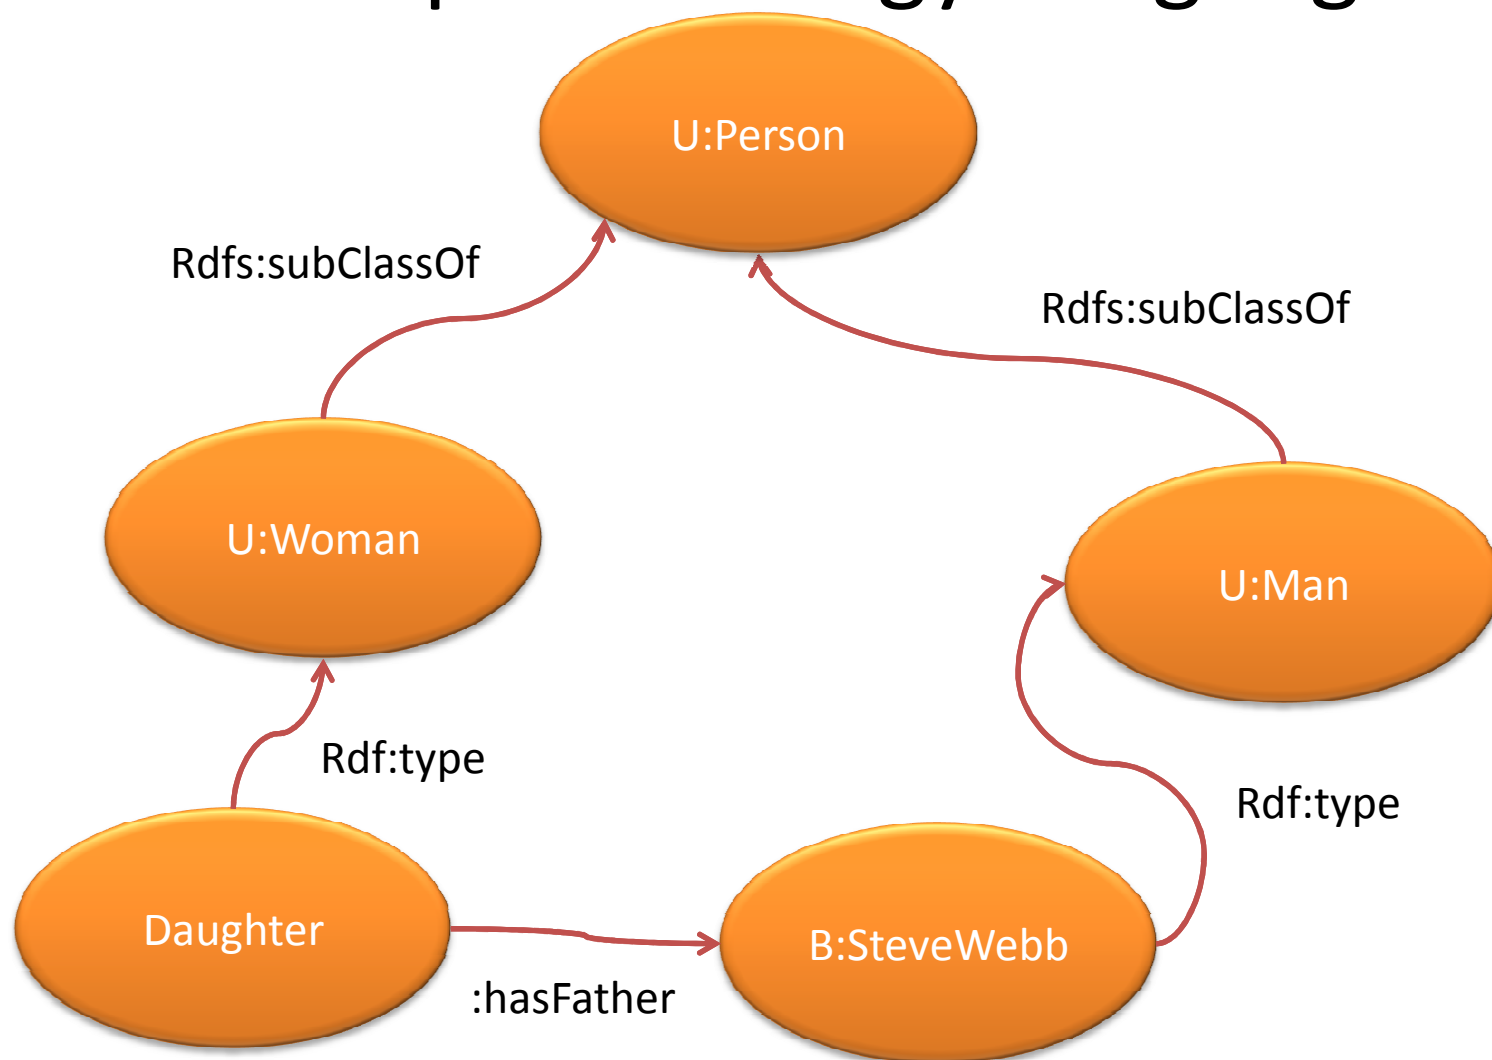 U:Person
Rdfs:subClassOf
Rdfs:subClassOf
U:Woman
U:Man
Rdf:type
Rdf:type
Daughter
B:SteveWebb
:hasFather